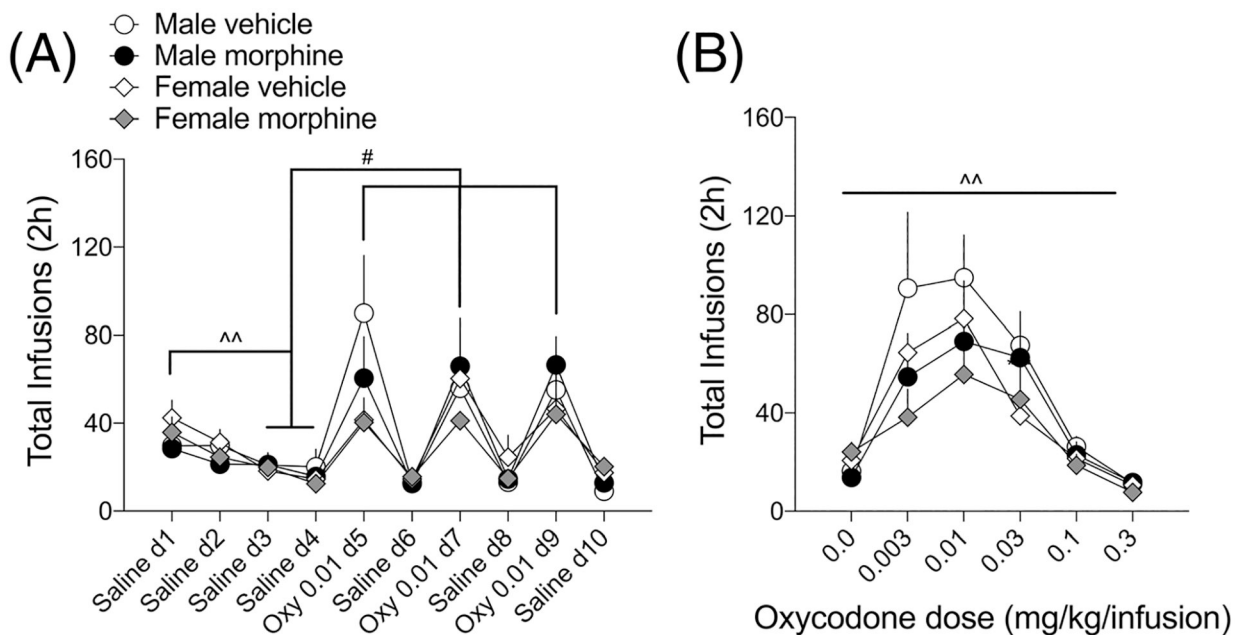 (A)
Male vehicle
Male morphine
Female vehicle
Female morphine
Total Infusions (2h)
160
120
80
40
0
^^
#
Saline d1
Saline d2
Saline d3
Saline d4
Oxy 0.01 d5
Saline d6
Oxy 0.01 d7
Saline d8
Oxy 0.01 d9
Saline d10
(B)
Total Infusions (2h)
160
120
80
40
0
^^
*
0.0
0.003
0.01
0.03
0.1
0.3
Oxycodone dose (mg/kg/infusion)